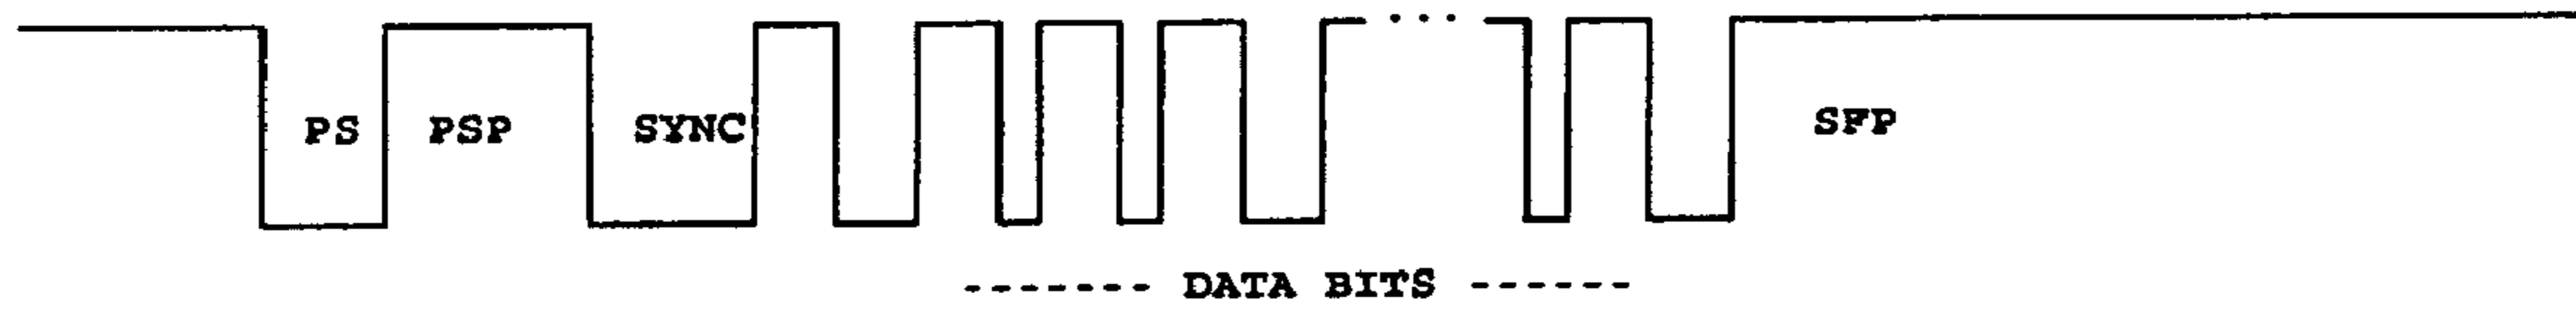 PS PSP SYNC SFP
------- DATA BITS ------